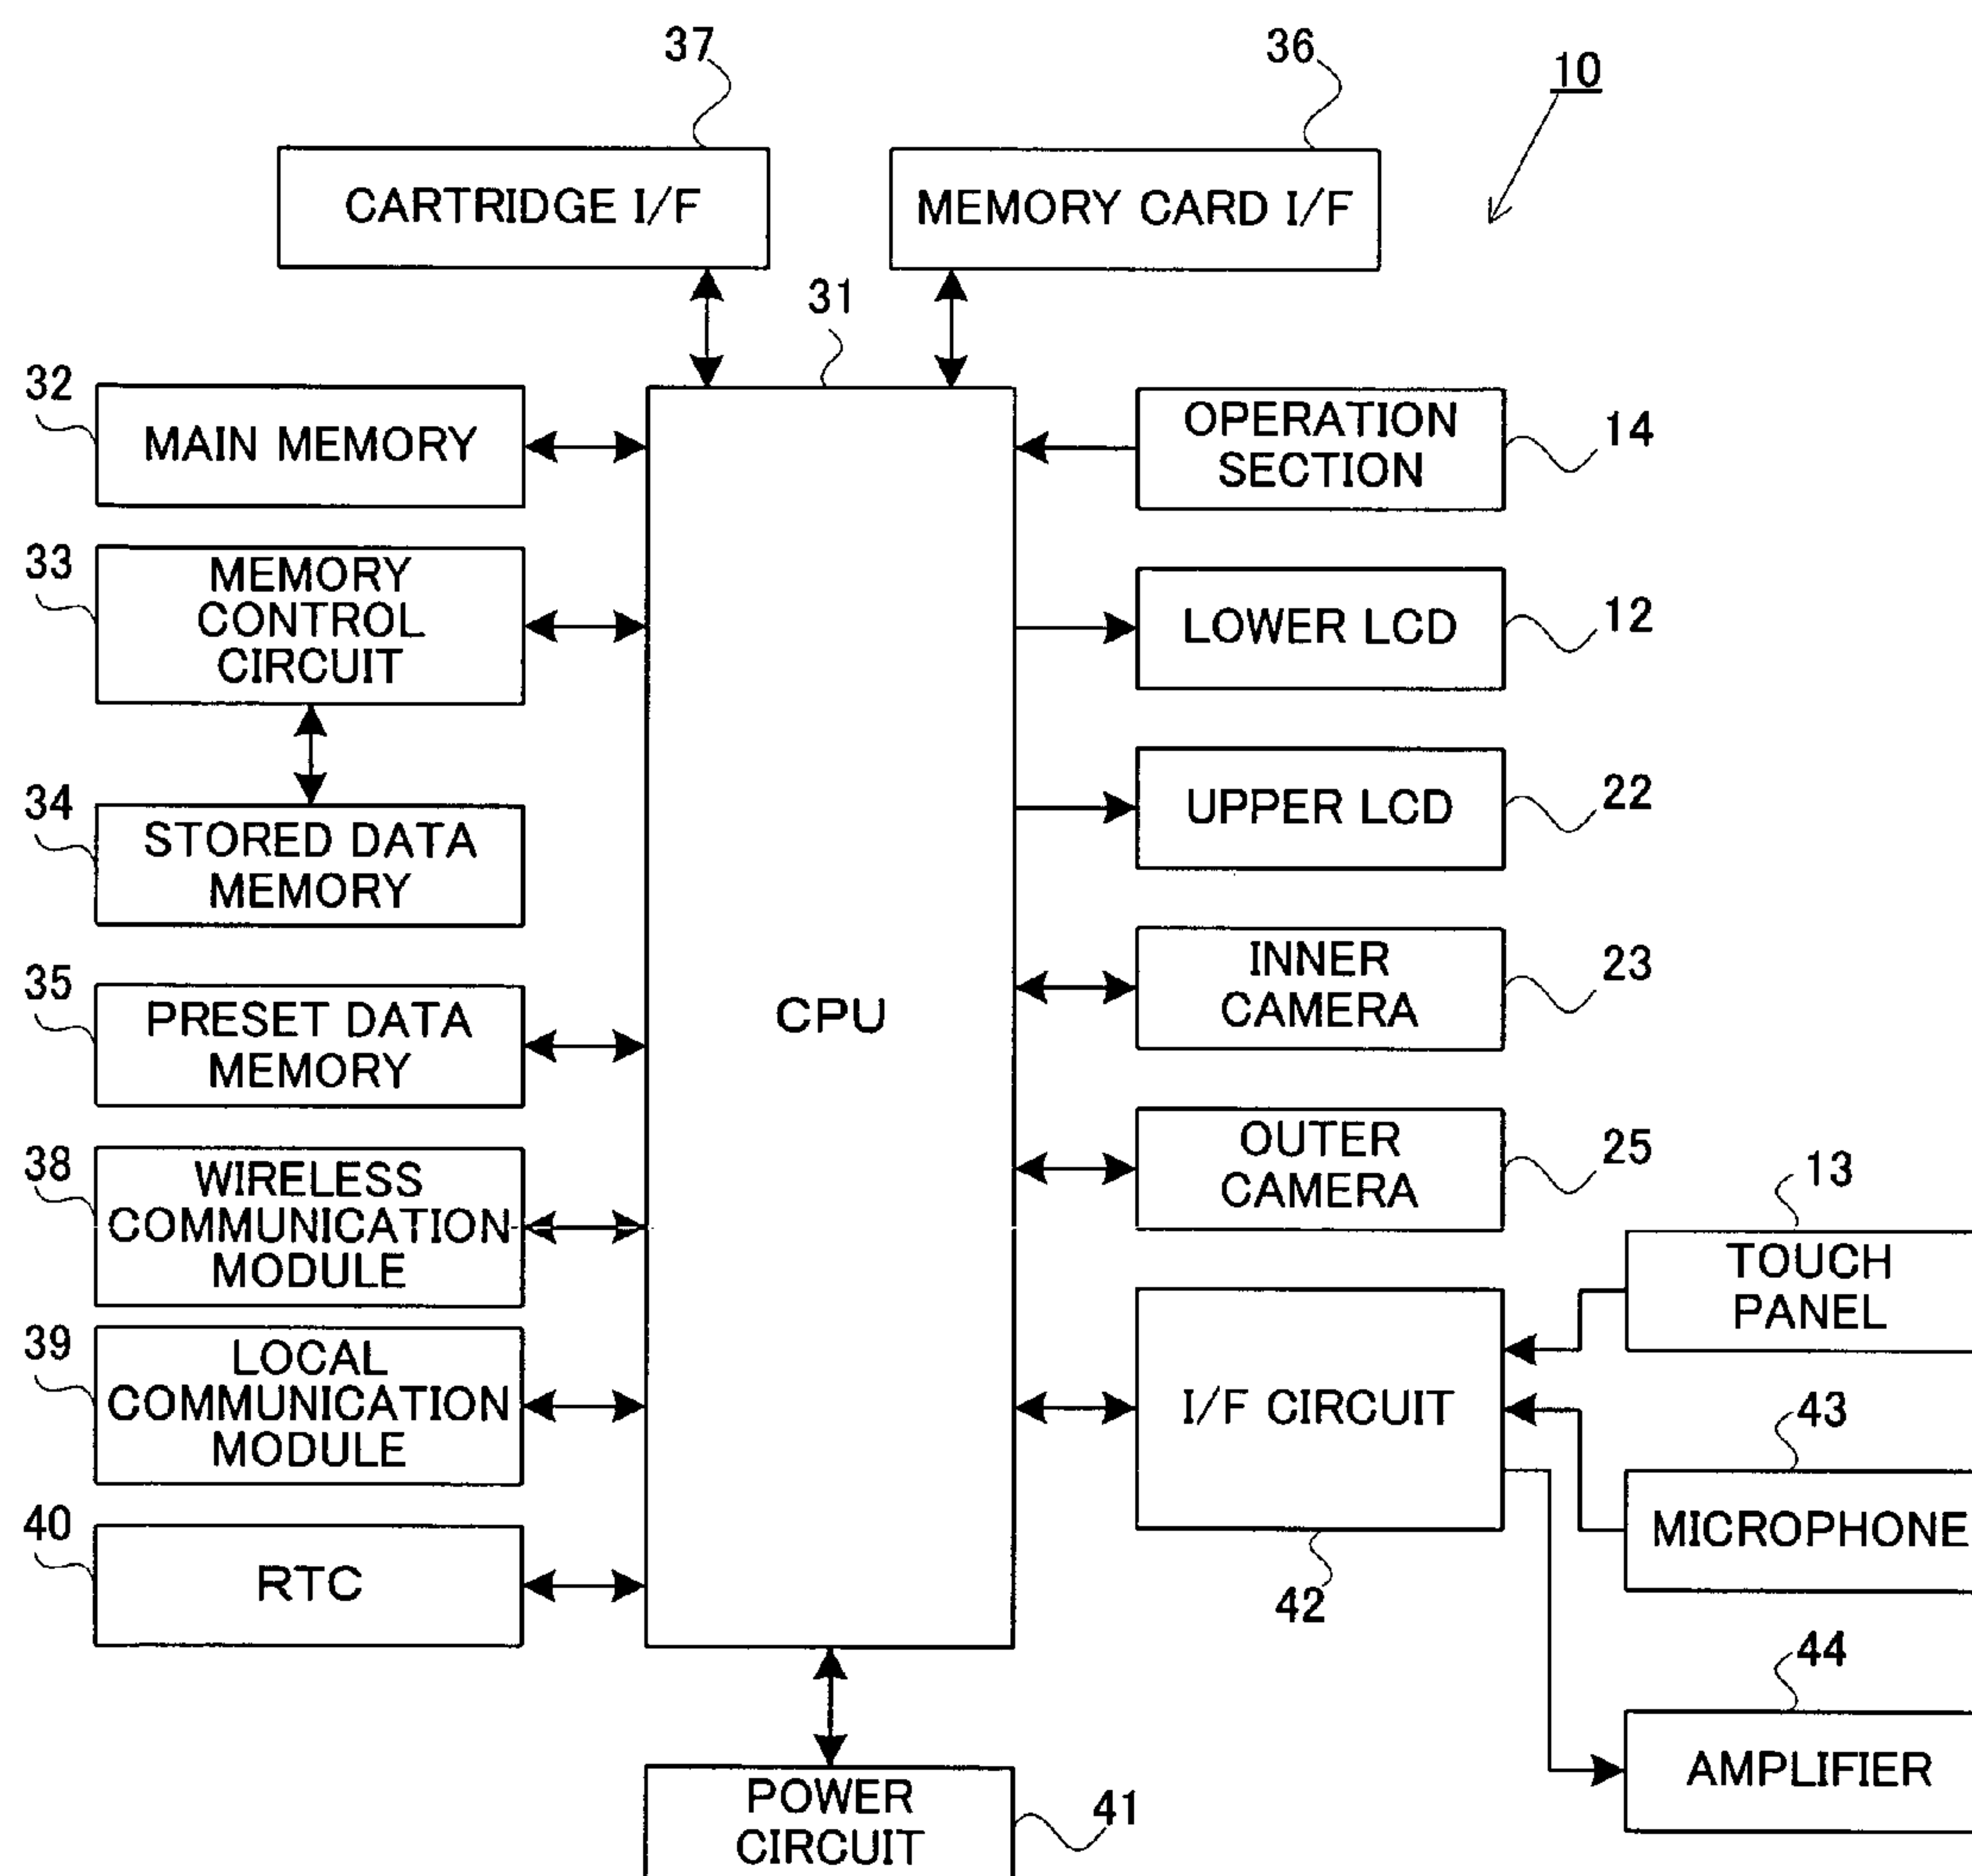 37
36
10
CARTRIDGE I/F
MEMORY CARD I/F
31
32
MAIN MEMORY
OPERATION
SECTION
14
33
MEMORY
CONTROL
CIRCUIT
LOWER LCD
12
34
STORED DATA
MEMORY
UPPER LCD
22
35
PRESET DATA
MEMORY
CPU
INNER
CAMERA
23
38
WIRELESS
COMMUNICATION
MODULE
OUTER
CAMERA
25
13
TOUCH
PANEL
39
LOCAL
COMMUNICATION
MODULE
I/F CIRCUIT
43
MICROPHONE
40
RTC
42
44
AMPLIFIER
POWER
CIRCUIT
41